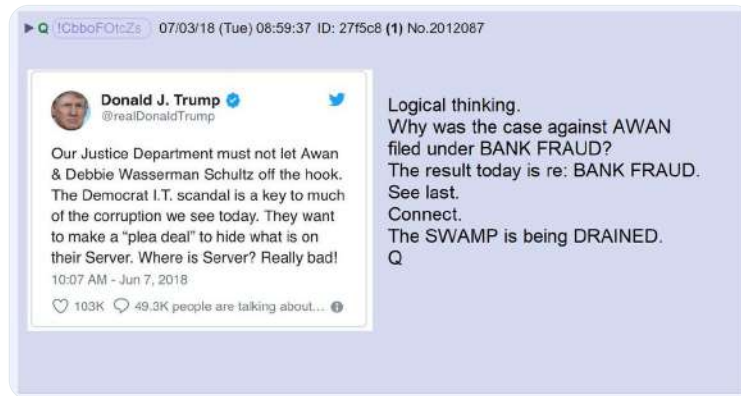 ▶ Q !CbboFOtcZs 07/03/18 (Tue) 08:59:37 ID: 27f5c8 (1) No.2012087
Donald J. Trump
@realDonaldTrump
Our Justice Department must not let Awan
& Debbie Wasserman Schultz off the hook.
The Democrat I.T. scandal is a key to much
of the corruption we see today. They want
to make a “plea deal” to hide what is on
their Server. Where is Server? Really bad!
10:07 AM - Jun 7, 2018
103K 49.3K people are talking about...
Logical thinking.
Why was the case against AWAN
filed under BANK FRAUD?
The result today is re: BANK FRAUD.
See last.
Connect.
The SWAMP is being DRAINED.
Q